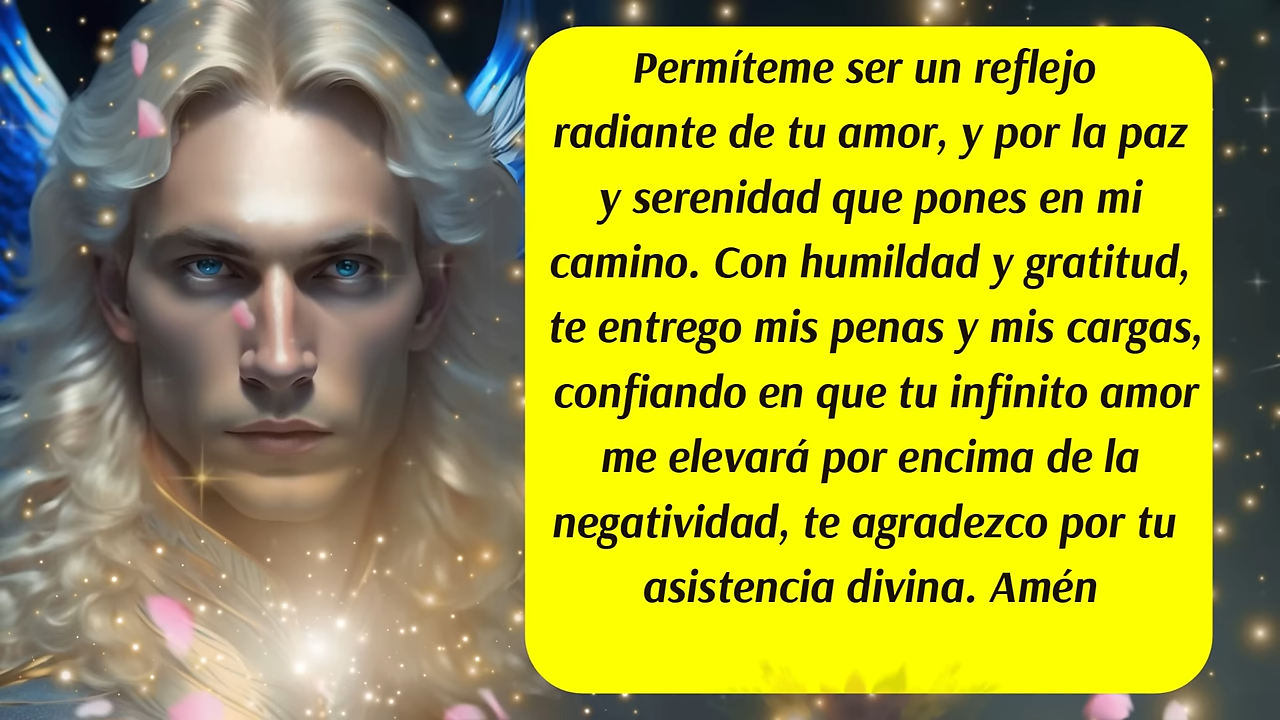 Permíteme ser un reflejo
radiante de tu amor, y por la paz
y serenidad que pones en mi
camino. Con humildad y gratitud,
te entrego mis penas y mis cargas,
confiando en que tu infinito amor
me elevará por encima de la
negatividad, te agradezco por tu
asistencia divina. Amén